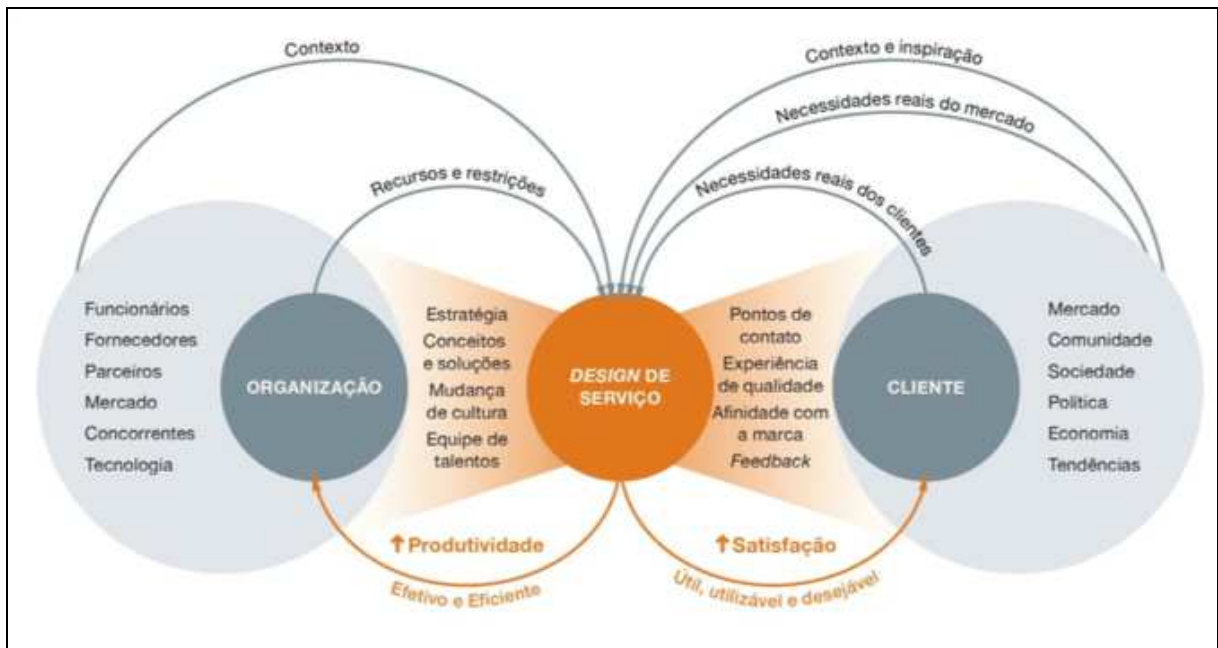 Contexto
Contexto e inspiração
Necessidades reais do mercado
Recursos e restrições
Necessidades reais dos clientes
Funcionários
Fornecedores
Parceiros
Mercado
Concorrentes
Tecnologia
ORGANIZAÇÃO
Estratégia
Conceitos
e soluções
Mudança
de cultura
Equipe de
talentos
DESIGN DE
SERVIÇO
Pontos de
contato
Experiência
de qualidade
Afinidade com
a marca
Feedback
CLIENTE
Mercado
Comunidade
Sociedade
Política
Economia
Tendências
↑Produtividade
Efetivo e Eficiente
↑Satisfação
Útil, utilizável e desejável